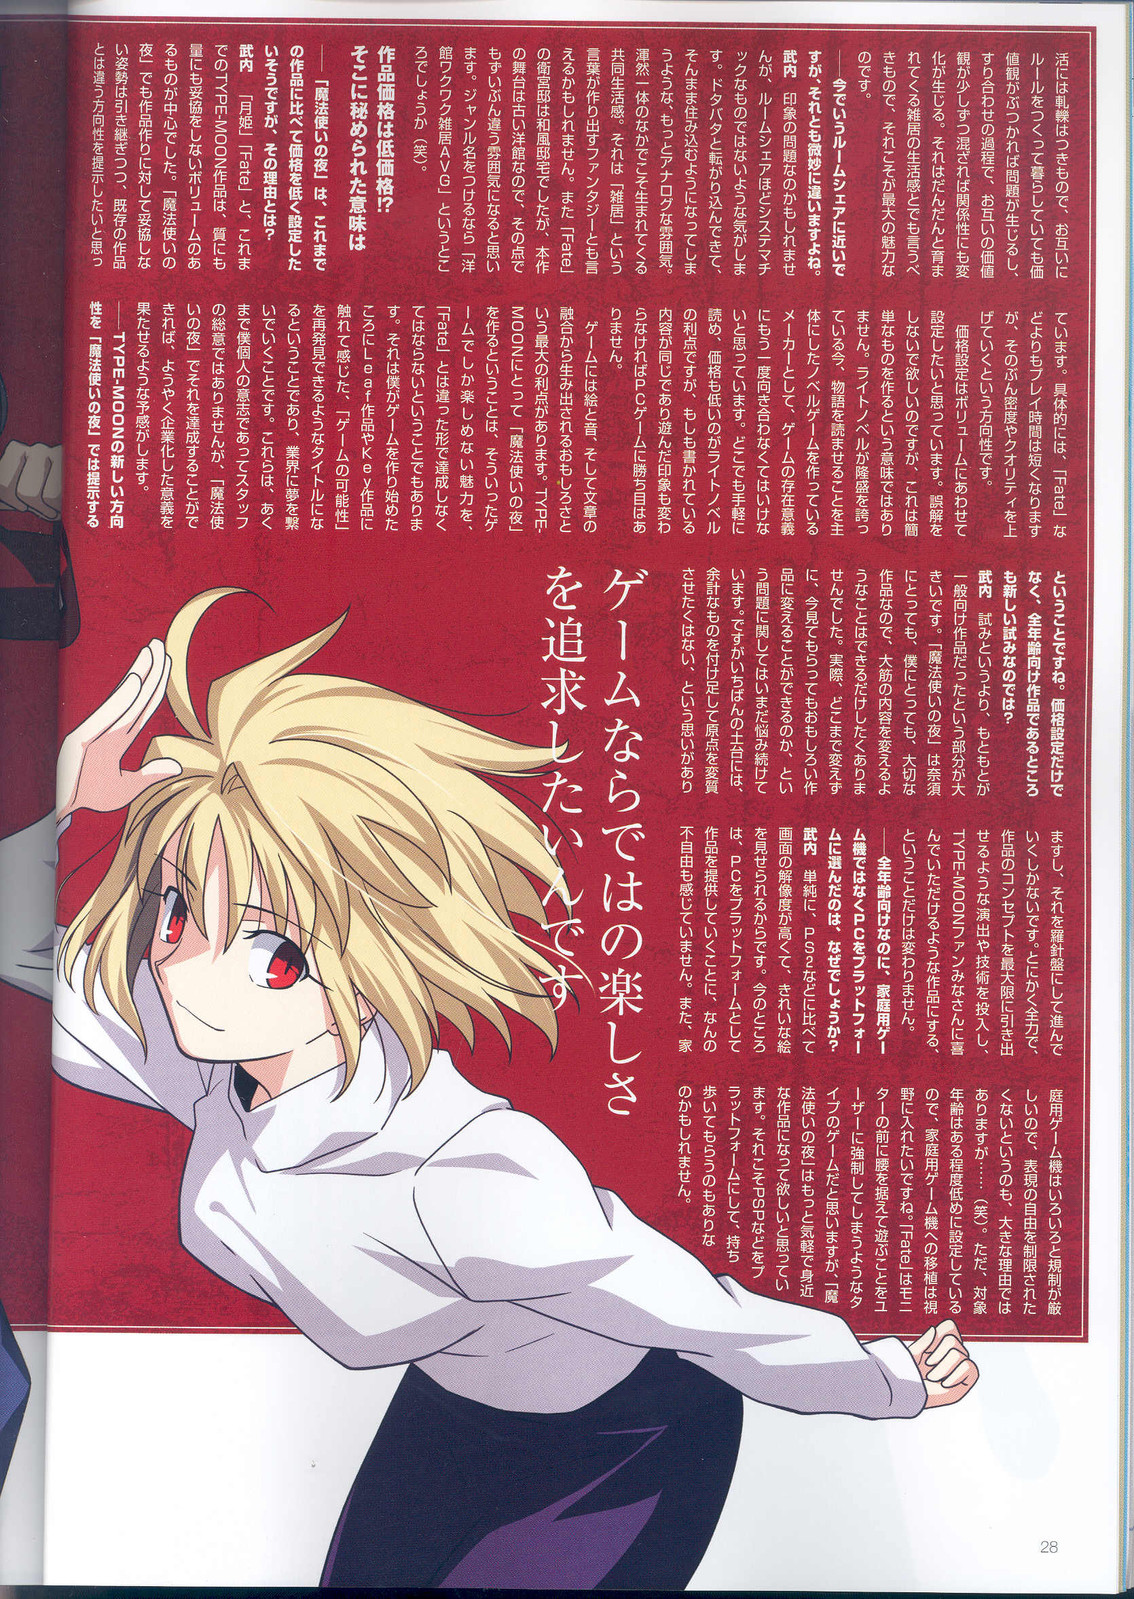 活には軋轢はつきもので、お互いに
ルールをつくって暮らしていても価
値観がぶつかれば問題が生じるし、
すり合わせの過程で、お互いの価値
観が少しずつ混ざれば関係性にも変
化が生じる。それはだんだんと育ま
れてくる雑居の生活感とでも言うべ
きもので、それこそが最大の魅力な
のです。
──今でいうルームシェアに近いで
すが、それとも微妙に違いますよね。
武内　印象の問題なのかもしれませ
んが、ルームシェアほどシステマチ
ックなものではないような気がしま
す。ドタバタと転がり込んできて、
そんまま住み込むようになってしま
うような、もっとアナログな雰囲気。
渾然一体のなかでこそ生まれてくる
共同生活感。それは「雑居」という
言葉が作り出すファンタジーとも言
えるかもしれません。また「Fate」
の衛宮邸は和風邸宅でしたが、本作
の舞台は古い洋館なので、その点で
もずいぶん違う雰囲気になると思い
ます。ジャンル名をつけるなら「洋
館ワクワク雑居AVG」というとこ
ろでしょうか（笑）。
作品価格は低価格!?
そこに秘められた意味は
──「魔法使いの夜」は、これまで
の作品に比べて価格を低く設定した
いそうですが、その理由とは？
武内　「月姫」「Fate」と、これま
でのTYPE-MOON作品は、質にも
量にも妥協をしないボリュームのあ
るものが中心でした。「魔法使いの
夜」でも作品作りに対して妥協しな
い姿勢は引き継ぎつつ、既存の作品
とは違う方向性を提示したいと思っ
ています。具体的には、「Fate」な
どよりもプレイ時間は短くなります
が、そのぶん密度やクオリティを上
げていくという方向性です。
　価格設定はボリュームにあわせて
設定したいと思っています。誤解を
しないで欲しいのですが、これは簡
単なものを作るという意味ではあり
ません。ライトノベルが隆盛を誇っ
ている今、物語を読ませることを主
体にしたノベルゲームを作っている
メーカーとして、ゲームの存在意義
にもう一度向き合わなくてはいけな
いと思っています。どこでも手軽に
読め、価格も低いのがライトノベル
の利点ですが、もしも書かれている
内容が同じであり遊んだ印象も変わ
らなければPCゲームに勝ち目はあ
りません。
　ゲームには絵と音、そして文章の
融合から生み出されるおもしろさと
いう最大の利点があります。TYPE-
MOONにとって「魔法使いの夜」
を作るということは、そういったゲ
ームでしか楽しめない魅力を、
「Fate」とは違った形で達成しなく
てはならないということでもありま
す。それは僕がゲームを作り始めた
ころにLeaf作品やKey作品に
触れて感じた、「ゲームの可能性」
を再発見できるようなタイトルにな
るということであり、業界に夢を繋
いでいくことです。これらは、あく
まで僕個人の意志であってスタッフ
の総意ではありませんが、「魔法使
いの夜」でそれを達成することがで
きれば、ようやく企業化した意義を
果たせるような予感がします。
──TYPE-MOONの新しい方向
性を「魔法使いの夜」では提示する
ということですね。価格設定だけで
なく、全年齢向け作品であるところ
も新しい試みなのでは？
武内　試みというより、もともとが
一般向け作品だったという部分が大
きいです。「魔法使いの夜」は奈須
にとっても、僕にとっても、大切な
作品なので、大筋の内容を変えるよ
うなことはできるだけしたくありま
せんでした。実際、どこまで変えず
に、今見てもらってもおもしろい作
品に変えることができるのか、とい
う問題に関してはいまだ悩み続けて
います。ですがいちばんの土台には、
余計なものを付け足して原点を変質
させたくはない、という思いがあり
ますし、それを羅針盤にして進んで
いくしかないです。とにかく全力で、
作品のコンセプトを最大限に引き出
せるような演出や技術を投入し、
TYPE-MOONファンみなさんに喜
んでいただけるような作品にする、
ということだけは変わりません。
──全年齢向けなのに、家庭用ゲー
ム機ではなくPCをプラットフォー
ムに選んだのは、なぜでしょうか？
武内　単純に、PS2などに比べて
画面の解像度が高くて、きれいな絵
を見せられるからです。今のところ
は、PCをプラットフォームとして
作品を提供していくことに、なんの
不自由も感じていません。また、家
庭用ゲーム機はいろいろと規制が厳
しいので、表現の自由を制限された
くないというのも、大きな理由では
ありますが……（笑）。ただ、対象
年齢はある程度低めに設定している
ので、家庭用ゲーム機への移植は視
野に入れたいですね。「Fate」はモニ
ターの前に腰を据えて遊ぶことをユ
ーザーに強制してしまうようなタ
イプのゲームだと思いますが、「魔
法使いの夜」はもっと気軽で身近
な作品になって欲しいと思ってい
ます。それこそPSPなどをプ
ラットフォームにして、持ち
歩いてもらうのもありな
のかもしれません。
ゲームならではの楽しさ
を追求したいんです
28